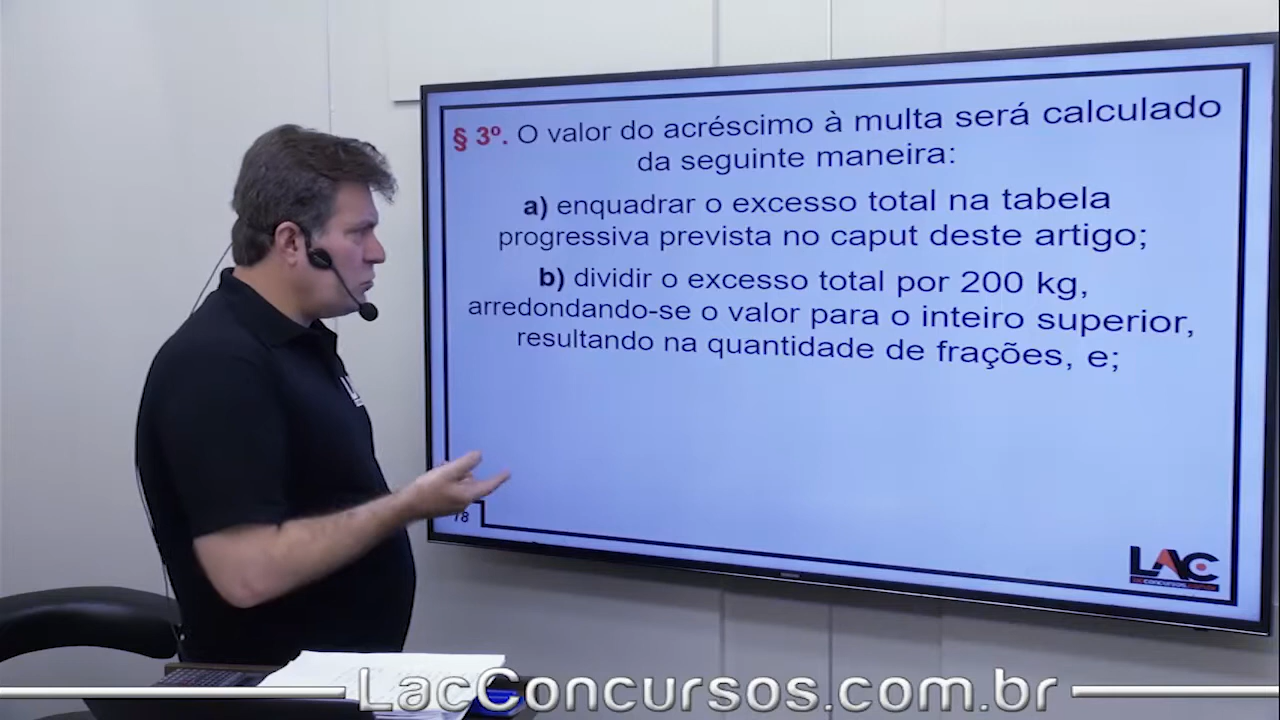 § 3º. O valor do acréscimo à multa será calculado
da seguinte maneira:
a) enquadrar o excesso total na tabela
progressiva prevista no caput deste artigo;
b) dividir o excesso total por 200 kg,
arredondando-se o valor para o inteiro superior,
resultando na quantidade de frações, e;
78
LAC
LacConcursos.com.br